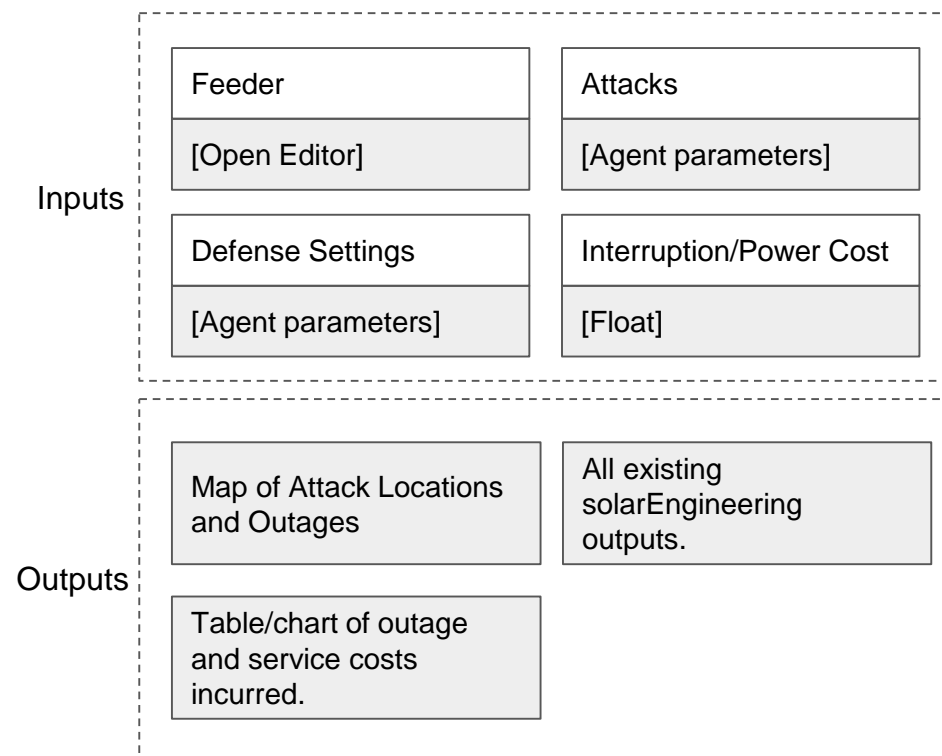 Inputs
Feeder
[Open Editor]
Attacks
[Agent parameters]
Defense Settings
[Agent parameters]
Interruption/Power Cost
[Float]
Outputs
Map of Attack Locations
and Outages
All existing
solarEngineering
outputs.
Table/chart of outage
and service costs
incurred.